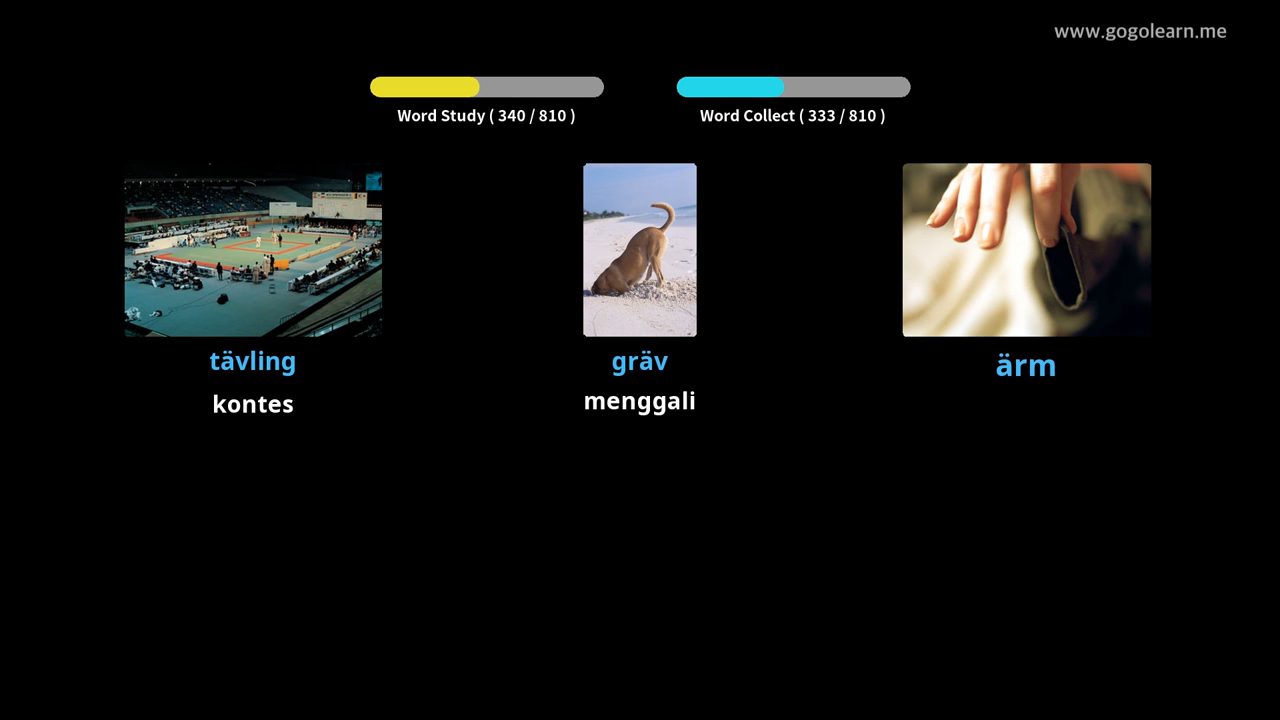 www.gogolearn.me
Word Study ( 340 / 810 )
Word Collect ( 333 / 810 )
tävling
kontes
gräv
menggali
ärm